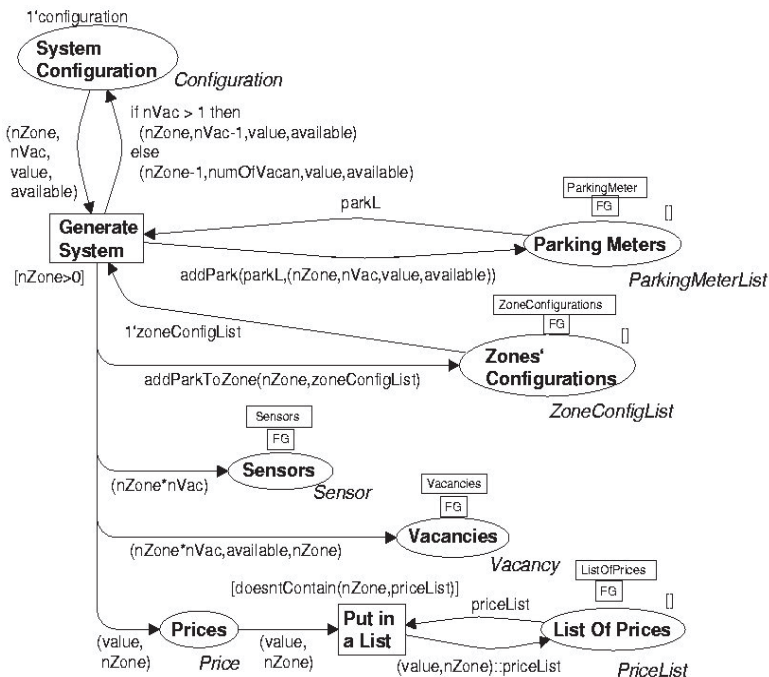 1'configuration
System
Configuration
Configuration
(nZone,
nVac,
value,
available)
if nVac > 1 then
(nZone,nVac-1,value,available)
else
(nZone-1,numOfVacan,value,available)
Generate
System
[nZone>0]
parkL
addPark(parkL,(nZone,nVac,value,available))
ParkingMeter
FG
[]
Parking Meters
ParkingMeterList
1'zoneConfigList
addParkToZone(nZone,zoneConfigList)
ZoneConfigurations
FG
[]
Zones'
Configurations
ZoneConfigList
Sensors
FG
(nZone*nVac)
Sensors
Sensor
Vacancies
FG
(nZone*nVac,available,nZone)
Vacancies
Vacancy
[doesntContain(nZone,priceList)]
ListOfPrices
FG
[]
(value,
nZone)
Prices
Price
(value,
nZone)
Put in
a List
priceList
(value,nZone)::priceList
List Of Prices
PriceList